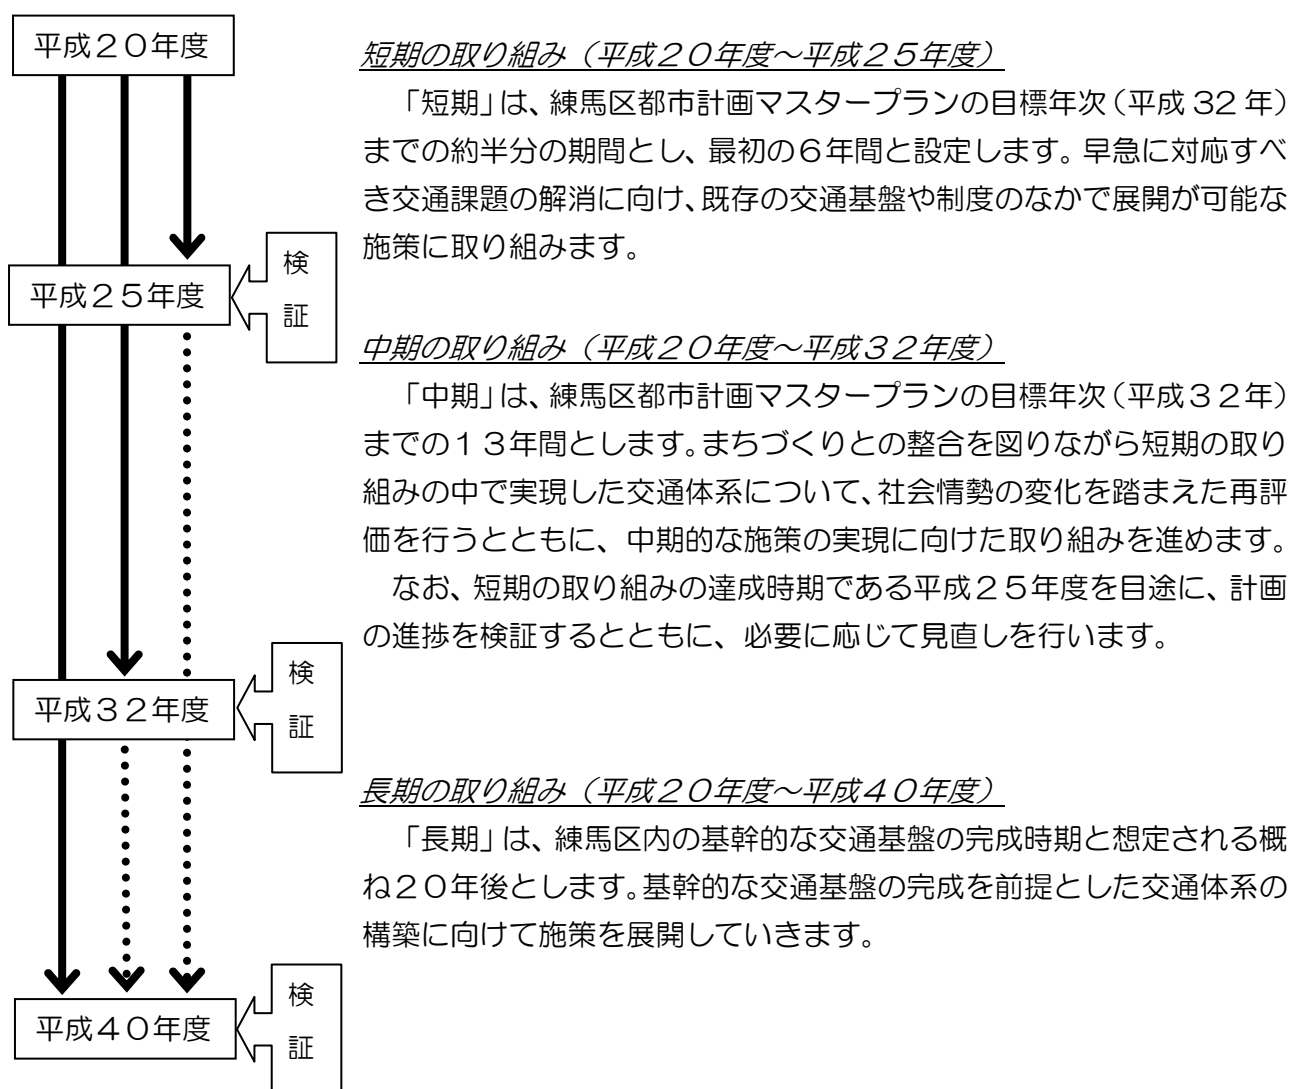 平成２０年度
短期の取り組み（平成２０年度～平成２５年度）
「短期」は、練馬区都市計画マスタープランの目標年次（平成 32 年）
までの約半分の期間とし、最初の６年間と設定します。早急に対応すべ
き交通課題の解消に向け、既存の交通基盤や制度のなかで展開が可能な
施策に取り組みます。
平成２５年度
検
証
中期の取り組み（平成２０年度～平成３２年度）
「中期」は、練馬区都市計画マスタープランの目標年次（平成３２年）
までの１３年間とします。まちづくりとの整合を図りながら短期の取り
組みの中で実現した交通体系について、社会情勢の変化を踏まえた再評
価を行うとともに、中期的な施策の実現に向けた取り組みを進めます。
なお、短期の取り組みの達成時期である平成２５年度を目途に、計画
の進捗を検証するとともに、必要に応じて見直しを行います。
平成３２年度
検
証
長期の取り組み（平成２０年度～平成４０年度）
「長期」は、練馬区内の基幹的な交通基盤の完成時期と想定される概
ね２０年後とします。基幹的な交通基盤の完成を前提とした交通体系の
構築に向けて施策を展開していきます。
平成４０年度
検
証